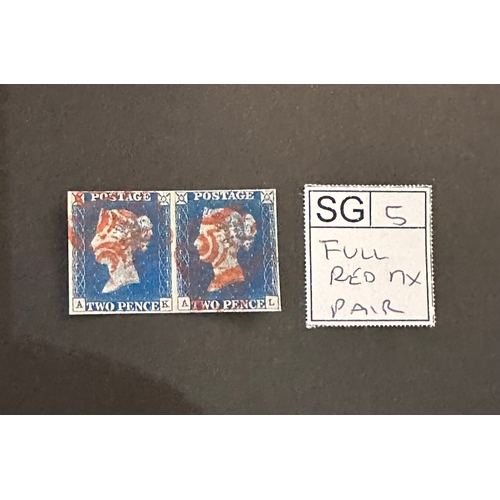 POSTAGE POSTAGE
TWO PENCE TWO PENCE
A K A L
SG 5
FULL
RED MX
PAIR